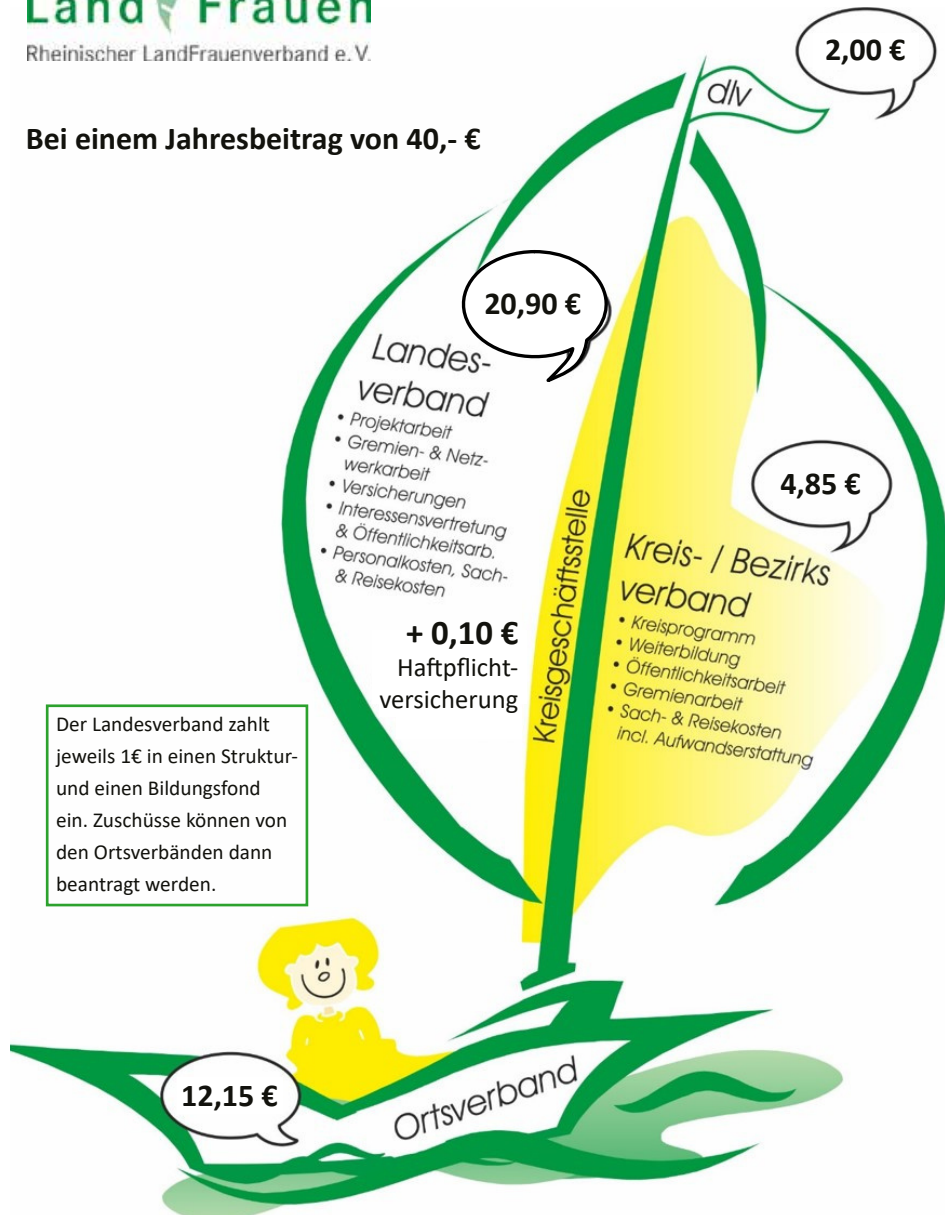 Land Frauen
Rheinischer LandFrauenverband e. V.
2,00 €
dlv
Bei einem Jahresbeitrag von 40,- €
20,90 €
Landes-
verband
• Projektarbeit
• Gremien- & Netz-
werkarbeit
• Versicherungen
• Interessensvertretung
& Öffentlichkeitsarb.
• Personalkosten, Sach-
& Reisekosten
+ 0,10 €
Haftpflicht-
versicherung
Kreisgeschäftsstelle
4,85 €
Kreis- / Bezirks
verband
• Kreisprogramm
• Weiterbildung
• Öffentlichkeitsarbeit
• Gremienarbeit
• Sach- & Reisekosten
incl. Aufwandserstattung
Der Landesverband zahlt
jeweils 1€ in einen Struktur-
und einen Bildungsfond
ein. Zuschüsse können von
den Ortsverbänden dann
beantragt werden.
12,15 €
Ortsverband